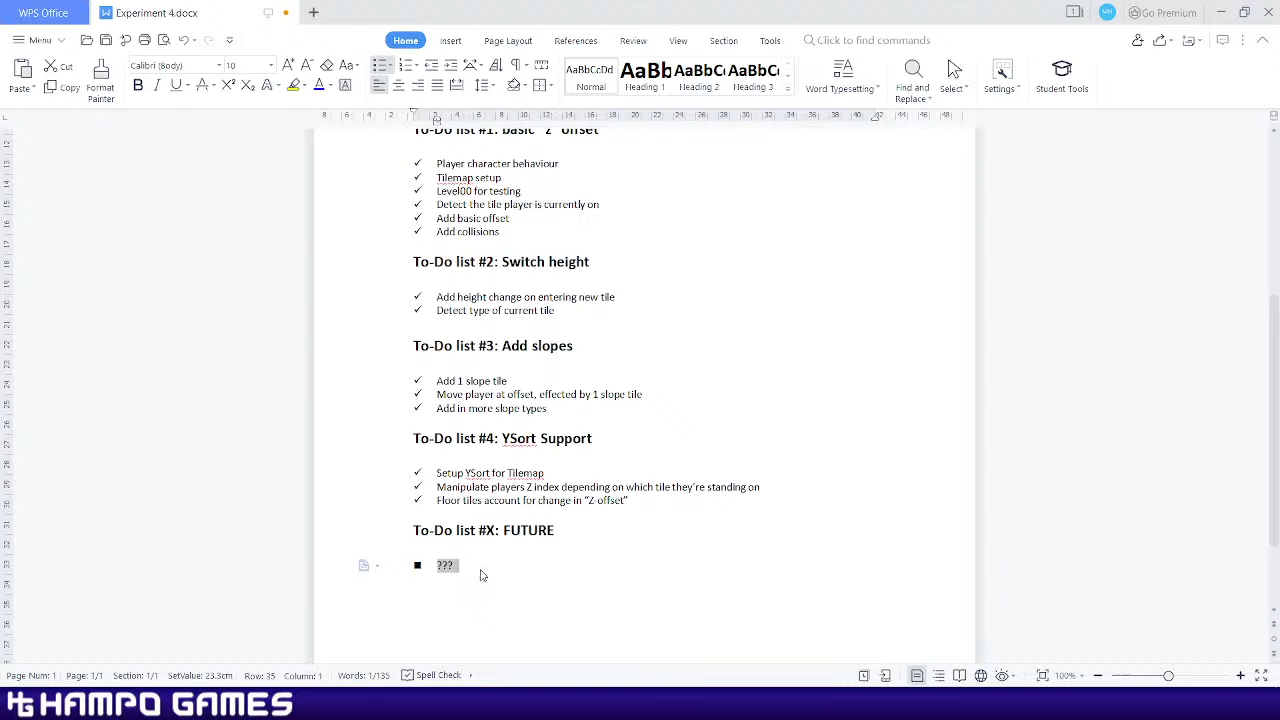 WPS Office
Experiment 4.docx
Go Premium
Menu
Home
Insert
Page Layout
References
Review
View
Section
Tools
Click to find commands
Paste
Cut
Copy
Format
Painter
Calibri (Body)
10
AaBbCcDd
Normal
AaBb
Heading 1
AaBbC
Heading 2
AaBbC
Heading 3
Word Typesetting
Find and
Replace
Select
Settings
Student Tools
To-Do list #1: basic "Z" offset
Player character behaviour
Tilemap setup
Level00 for testing
Detect the tile player is currently on
Add basic offset
Add collisions
To-Do list #2: Switch height
Add height change on entering new tile
Detect type of current tile
To-Do list #3: Add slopes
Add 1 slope tile
Move player at offset, effected by 1 slope tile
Add in more slope types
To-Do list #4: YSort Support
Setup YSort for Tilemap
Manipulate players Z index depending on which tile they're standing on
Floor tiles account for change in "Z-offset"
To-Do list #X: FUTURE
???
Page Num: 1
Page: 1/1
Section: 1/1
Column: 1
Words: 1/135
Spell Check
100%
HAMPO GAMES